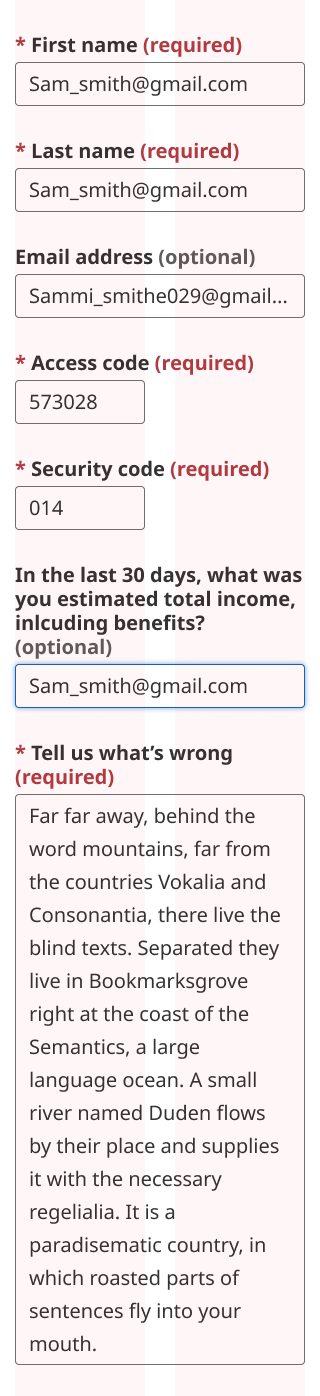 * First name (required)
Sam_smith@gmail.com
* Last name (required)
Sam_smith@gmail.com
Email address (optional)
Sammi_smithe029@gmail...
* Access code (required)
573028
* Security code (required)
014
In the last 30 days, what was
you estimated total income,
inlcuding benefits?
(optional)
Sam_smith@gmail.com
* Tell us what’s wrong
(required)
Far far away, behind the
word mountains, far from
the countries Vokalia and
Consonantia, there live the
blind texts. Separated they
live in Bookmarksgrove
right at the coast of the
Semantics, a large
language ocean. A small
river named Duden flows
by their place and supplies
it with the necessary
regelialia. It is a
paradisematic country, in
which roasted parts of
sentences fly into your
mouth.